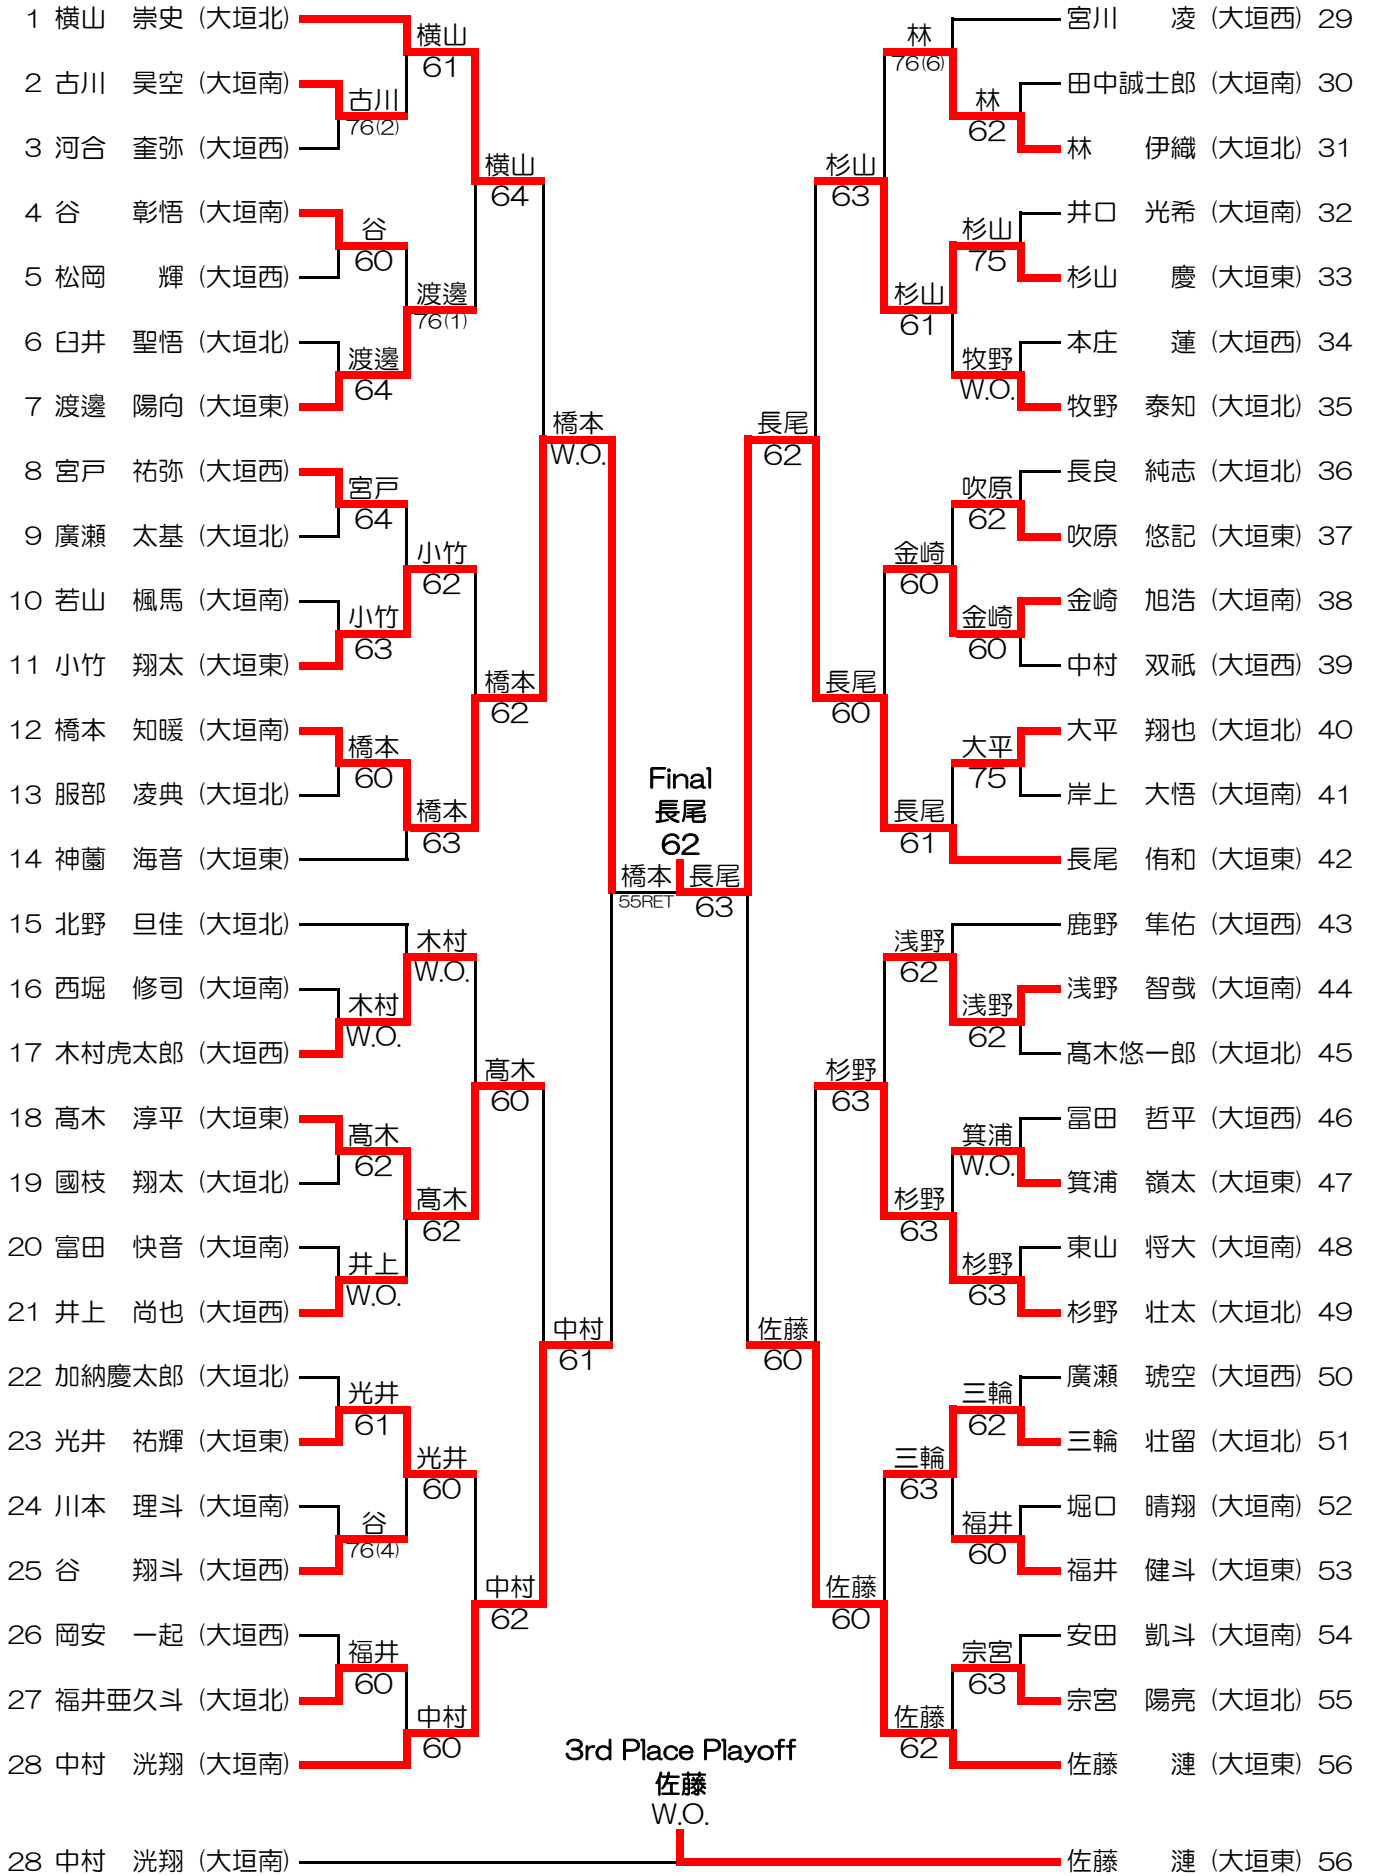 1 横山 崇史 (大垣北)
2 古川 昊空 (大垣南)
3 河合 奎弥 (大垣西)
4 谷 彰悟 (大垣南)
5 松岡 輝 (大垣西)
6 臼井 聖悟 (大垣北)
7 渡邉 陽向 (大垣東)
8 宮戸 祐弥 (大垣西)
9 廣瀬 太基 (大垣北)
10 若山 楓馬 (大垣南)
11 小竹 翔太 (大垣東)
12 橋本 知暖 (大垣南)
13 服部 凌典 (大垣北)
14 神薗 海音 (大垣東)
15 北野 旦佳 (大垣北)
16 西堀 修司 (大垣南)
17 木村虎太郎 (大垣西)
18 髙木 淳平 (大垣東)
19 國枝 翔太 (大垣北)
20 富田 快音 (大垣南)
21 井上 尚也 (大垣西)
22 加納慶太郎 (大垣北)
23 光井 祐輝 (大垣東)
24 川本 理斗 (大垣南)
25 谷 翔斗 (大垣西)
26 岡安 一起 (大垣西)
27 福井亜久斗 (大垣北)
28 中村 洸翔 (大垣南)
古川
76(2)
谷
60
渡邉
64
宮戸
64
小竹
63
橋本
60
木村
W.O.
髙木
62
井上
W.O.
光井
61
谷
76(4)
福井
60
横山
61
渡邉
76(1)
小竹
62
橋本
63
木村
W.O.
髙木
62
光井
60
中村
60
横山
64
橋本
62
髙木
60
中村
62
橋本
W.O.
中村
61
橋本
55RET
Final
長尾
62
長尾
63
長尾
62
佐藤
60
杉山
63
長尾
60
杉野
63
佐藤
60
林
76(6)
杉山
61
金崎
60
長尾
61
浅野
62
杉野
63
三輪
63
佐藤
62
林
62
杉山
75
牧野
W.O.
吹原
62
金崎
60
大平
75
浅野
62
箕浦
W.O.
杉野
63
三輪
62
福井
60
宗宮
63
宮川 凌 (大垣西) 29
田中誠士郎 (大垣南) 30
林 伊織 (大垣北) 31
井口 光希 (大垣南) 32
杉山 慶 (大垣東) 33
本庄 蓮 (大垣西) 34
牧野 泰知 (大垣北) 35
長良 純志 (大垣北) 36
吹原 悠記 (大垣東) 37
金崎 旭浩 (大垣南) 38
中村 双祇 (大垣西) 39
大平 翔也 (大垣北) 40
岸上 大悟 (大垣南) 41
長尾 侑和 (大垣東) 42
鹿野 隼佑 (大垣西) 43
浅野 智哉 (大垣南) 44
髙木悠一郎 (大垣北) 45
冨田 哲平 (大垣西) 46
箕浦 嶺太 (大垣東) 47
東山 将大 (大垣南) 48
杉野 壮太 (大垣北) 49
廣瀬 琥空 (大垣西) 50
三輪 壮留 (大垣北) 51
堀口 晴翔 (大垣南) 52
福井 健斗 (大垣東) 53
安田 凱斗 (大垣南) 54
宗宮 陽亮 (大垣北) 55
佐藤 漣 (大垣東) 56
3rd Place Playoff
佐藤
W.O.
28 中村 洸翔 (大垣南)
佐藤 漣 (大垣東) 56